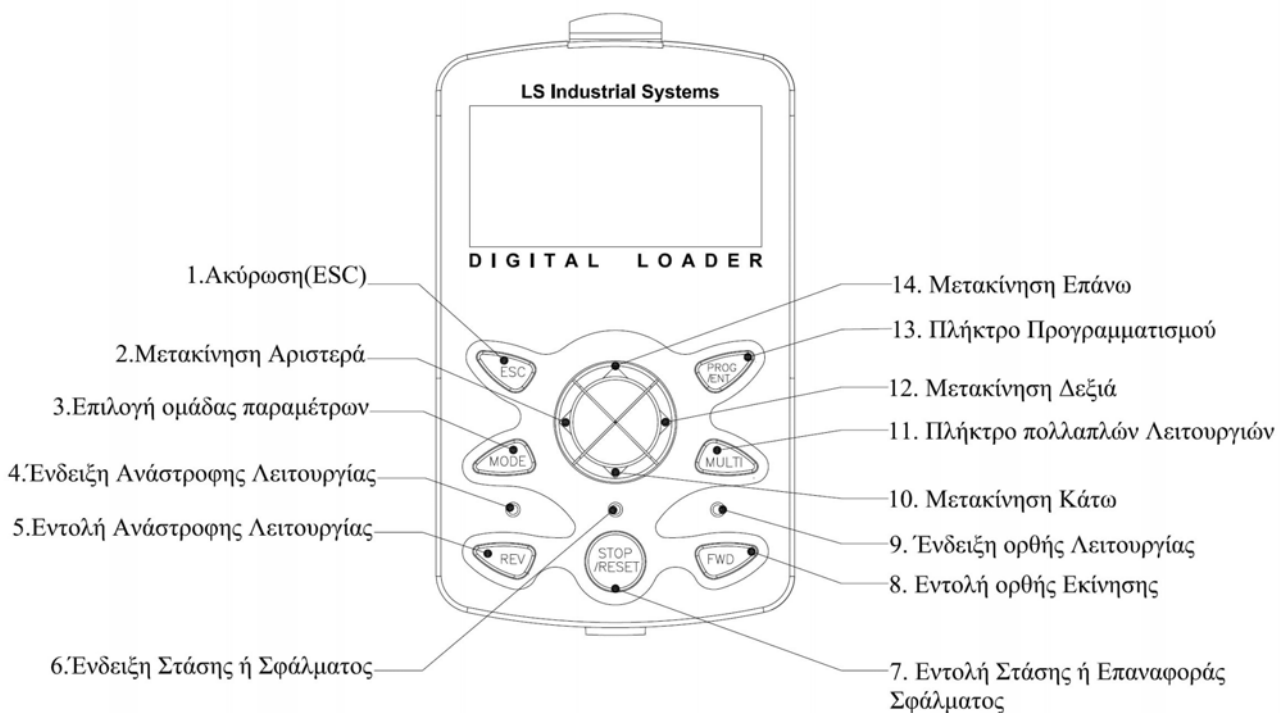 LS Industrial Systems
DIGITAL LOADER
1.Ακύρωση(ESC)
2.Μετακίνηση Αριστερά
3.Επιλογή ομάδας παραμέτρων
4.Ένδειξη Ανάστροφης Λειτουργίας
5.Εντολή Ανάστροφης Λειτουργίας
6.Ένδειξη Στάσης ή Σφάλματος
ESC
PROG
/ENT
MODE
MULTI
REV
STOP
/RESET
FWD
14. Μετακίνηση Επάνω
13. Πλήκτρο Προγραμματισμού
12. Μετακίνηση Δεξιά
11. Πλήκτρο πολλαπλών Λειτουργιών
10. Μετακίνηση Κάτω
9. Ένδειξη ορθής Λειτουργίας
8. Εντολή ορθής Εκίνησης
7. Εντολή Στάσης ή Επαναφοράς
Σφάλματος